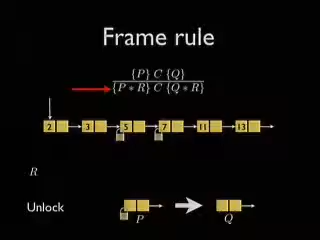 Frame rule
{P} C {Q}
{P ∗ R} C {Q ∗ R}
2 3 5 7 11 13
R
Unlock P Q